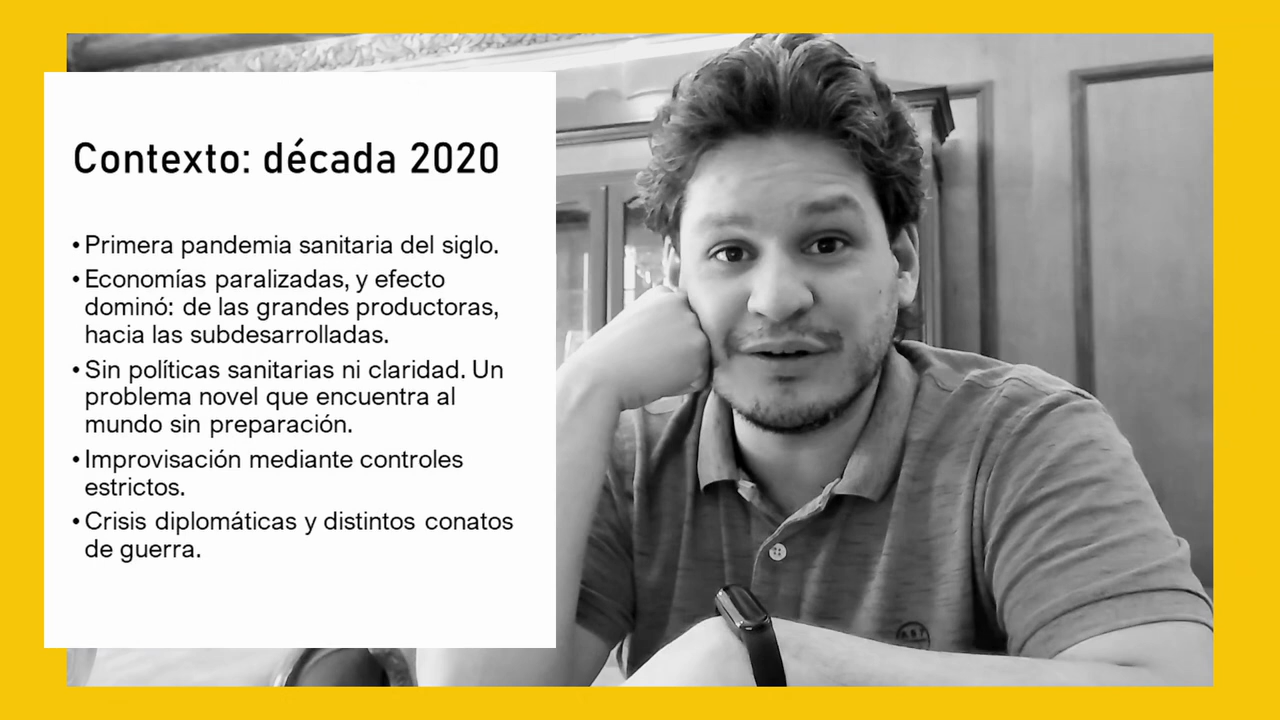 Contexto: década 2020
• Primera pandemia sanitaria del siglo.
• Economías paralizadas, y efecto
dominó: de las grandes productoras,
hacia las subdesarrolladas.
• Sin políticas sanitarias ni claridad. Un
problema novel que encuentra al
mundo sin preparación.
• Improvisación mediante controles
estrictos.
• Crisis diplomáticas y distintos conatos
de guerra.